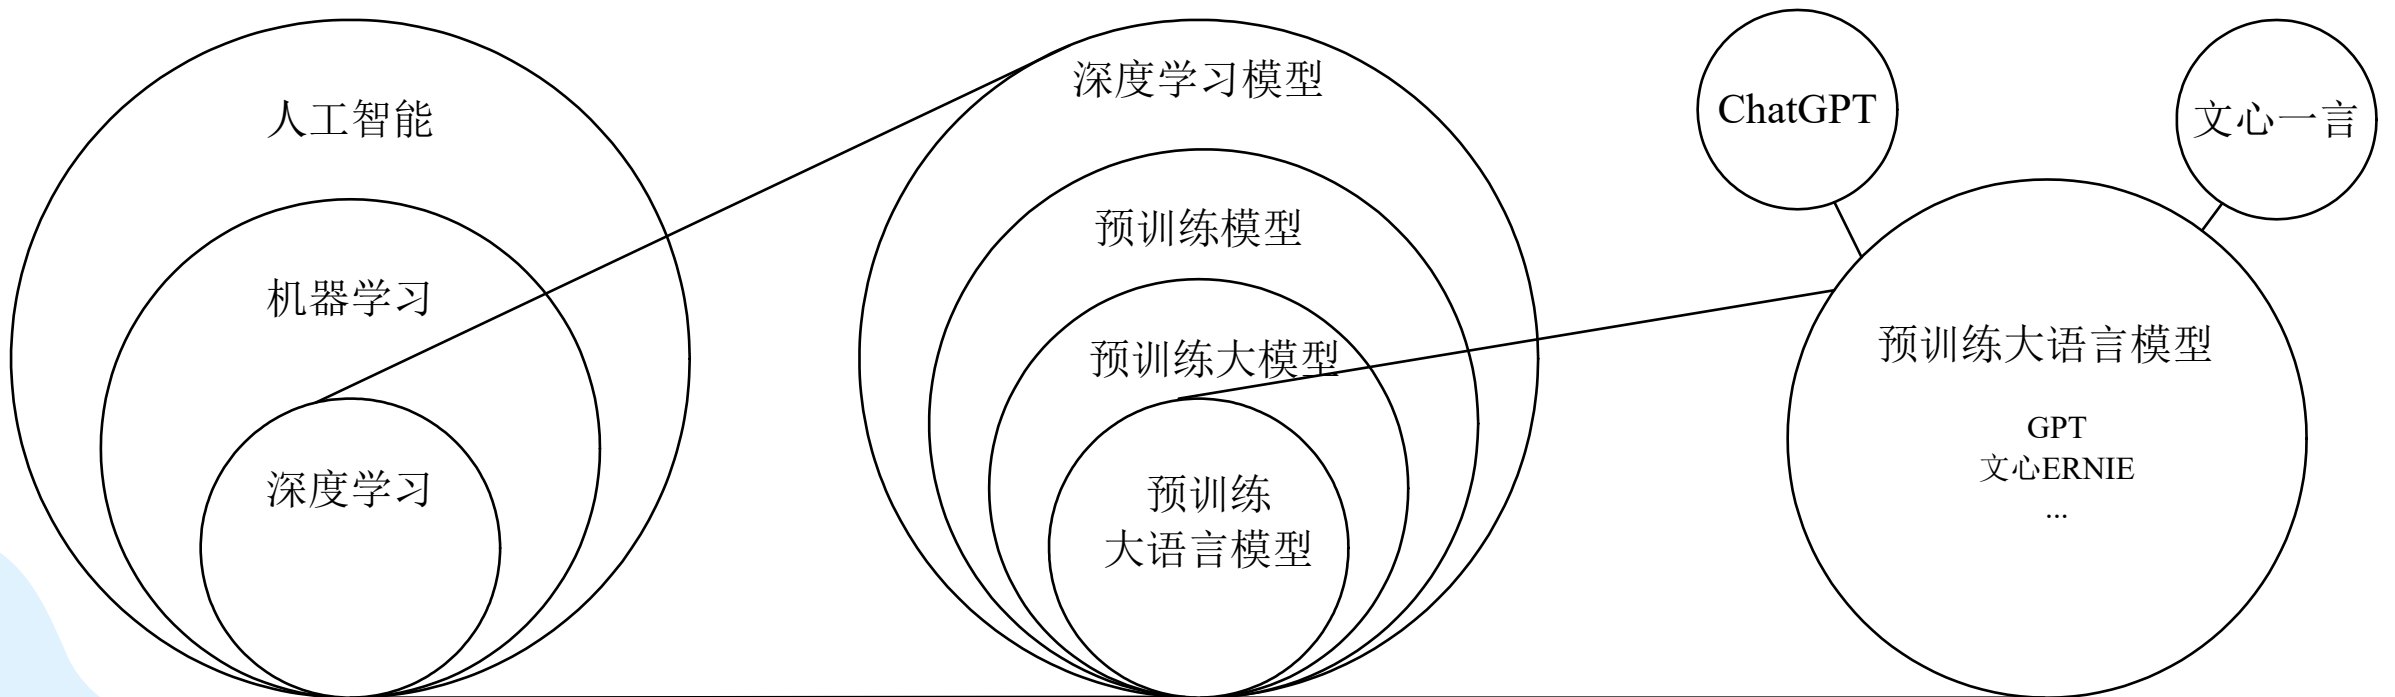 人工智能
机器学习
深度学习
深度学习模型
预训练模型
预训练大模型
预训练
大语言模型
ChatGPT
文心一言
预训练大语言模型
GPT
文心ERNIE
...